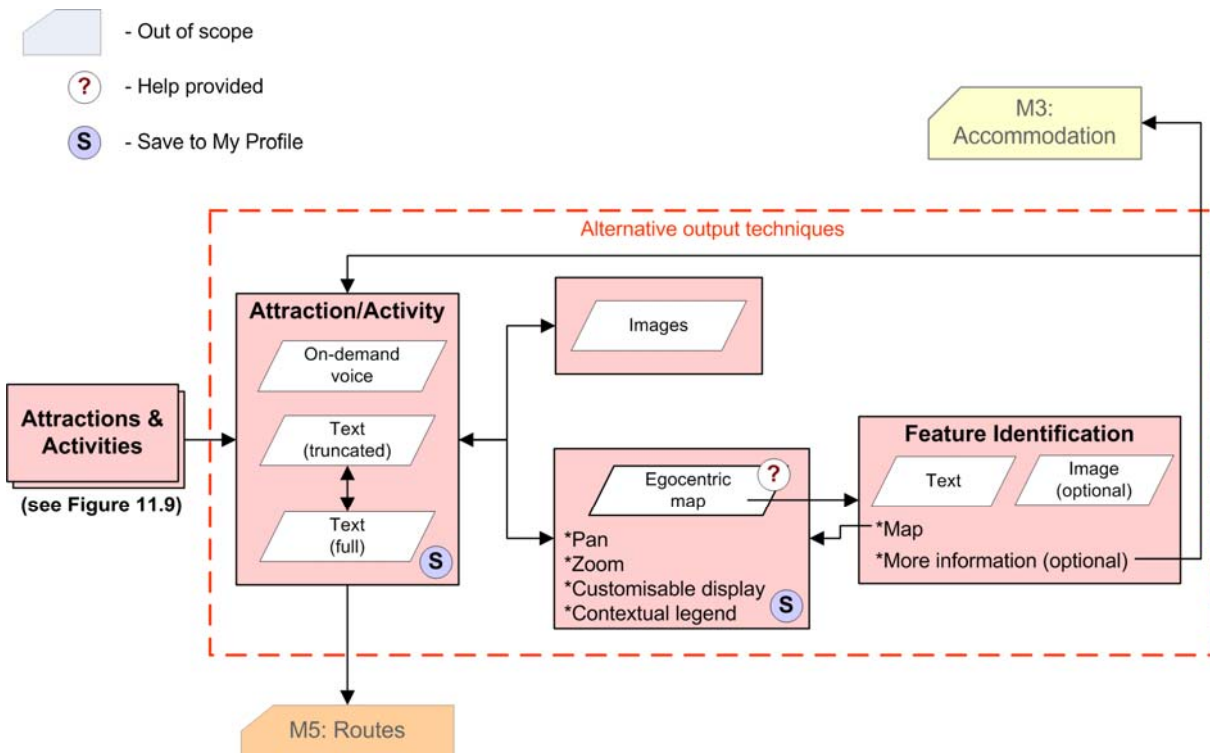 - Out of scope
?
- Help provided
S
- Save to My Profile
M3:
Accommodation
Alternative output techniques
Attraction/Activity
On-demand
voice
Text
(truncated)
Text
(full)
S
Images
Attractions &
Activities
(see Figure 11.9)
Egocentric
map
?
*Pan
*Zoom
*Customisable display
*Contextual legend
S
Feature Identification
Text
Image
(optional)
*Map
*More information (optional)
M5: Routes